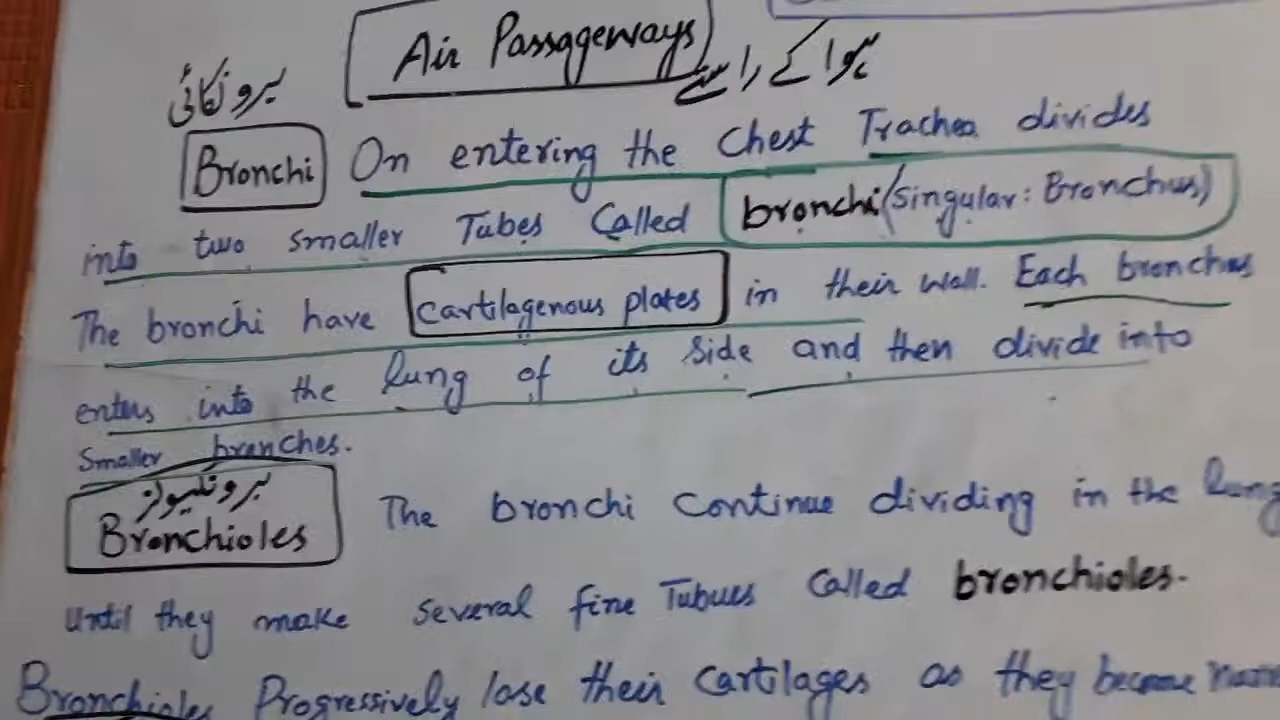 Air Passageways
ہوا کے راستے
برونکائی
Bronchi On entering the Chest Trachea divides
into two smaller Tubes Called bronchi (Singular: Bronchus)
The bronchi have cartilagenous plates in their wall. Each bronchus
enters into the lung of its side and then divide into
Smaller branches.
برونکیولز
Bronchioles The bronchi continue dividing in the lung
until they make several fine Tubues Called bronchioles.
Bronchioles Progressively lose their cartilages as they become